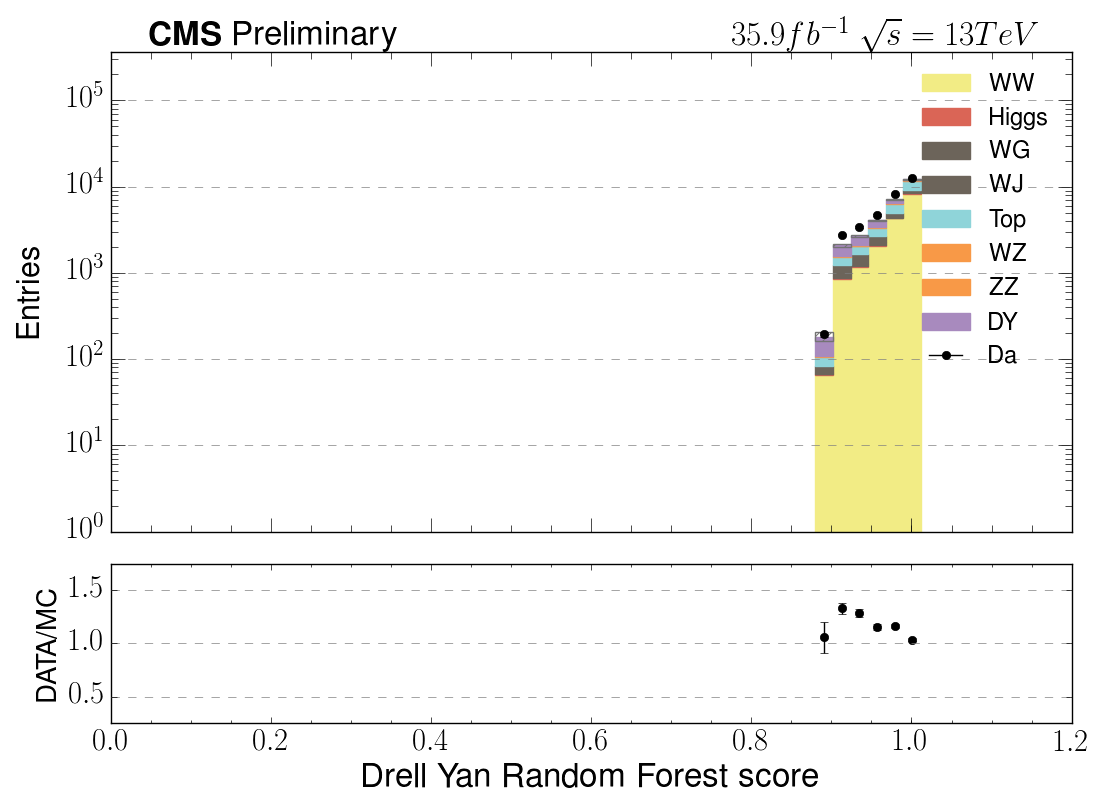 CMS Preliminary 35.9fb⁻¹ √s = 13TeV
10⁵
10⁴
10³
10²
10¹
10⁰
Entries
WW
Higgs
WG
WJ
Top
WZ
ZZ
DY
Da
1.5
1.0
0.5
DATA/MC
0.0 0.2 0.4 0.6 0.8 1.0 1.2
Drell Yan Random Forest score